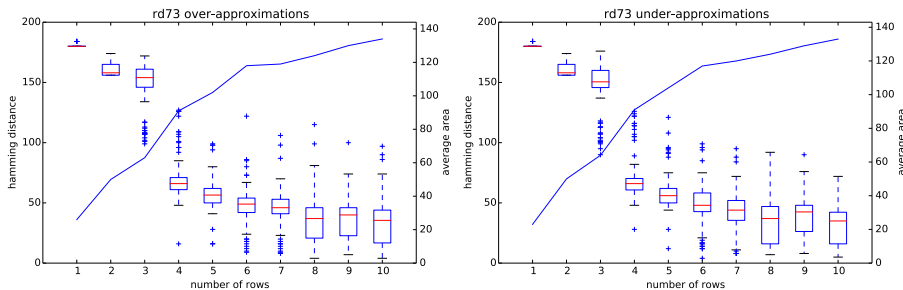 rd73 over-approximations
200
150
100
50
0
hamming distance
1 2 3 4 5 6 7 8 9 10
number of rows
140
120
100
80
60
40
20
0
average area
rd73 under-approximations
200
150
100
50
0
hamming distance
1 2 3 4 5 6 7 8 9 10
number of rows
140
120
100
80
60
40
20
0
average area